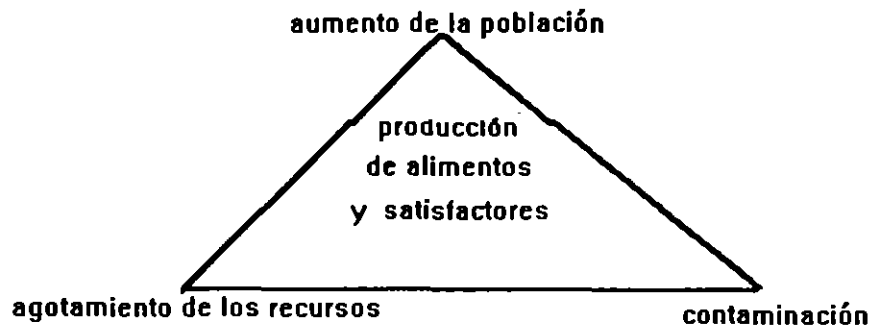 aumento de la población
producción
de alimentos
y satisfactores
agotamiento de los recursos
contaminación